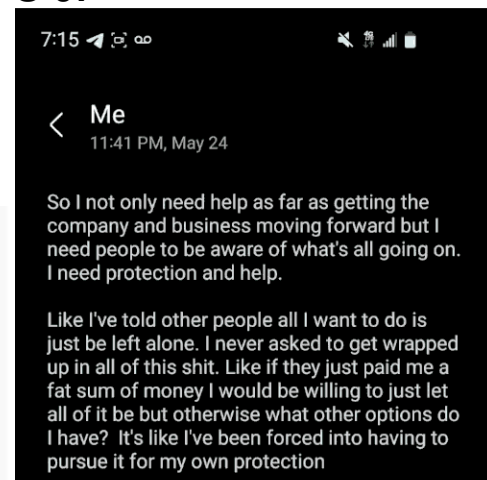 7:15
Me
11:41 PM, May 24
So I not only need help as far as getting the
company and business moving forward but I
need people to be aware of what's all going on.
I need protection and help.
Like I've told other people all I want to do is
just be left alone. I never asked to get wrapped
up in all of this shit. Like if they just paid me a
fat sum of money I would be willing to just let
all of it be but otherwise what other options do
I have?  It's like I've been forced into having to
pursue it for my own protection